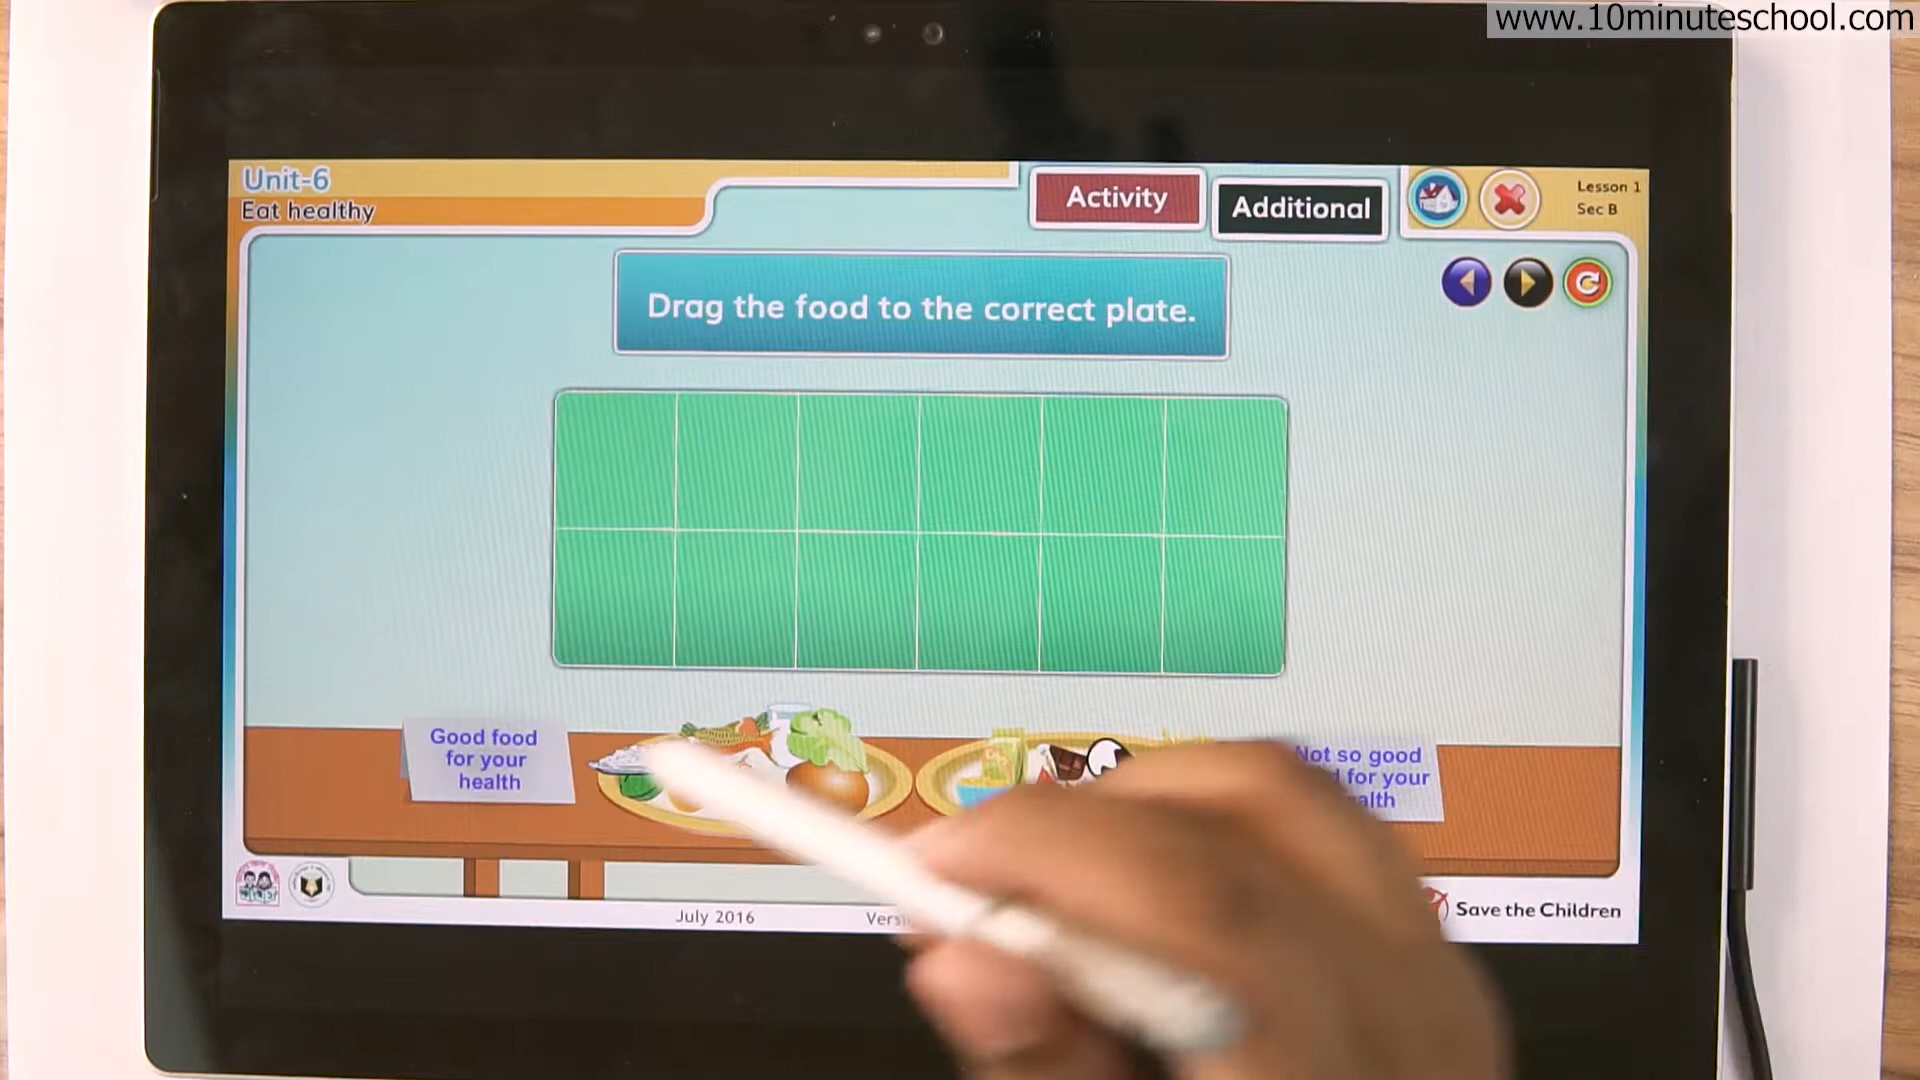 www.10minuteschool.com
Unit-6
Eat healthy
Activity
Additional
Lesson 1
Sec B
Drag the food to the correct plate.
Good food
for your
health
Not so good
for your
July 2016
Save the Children